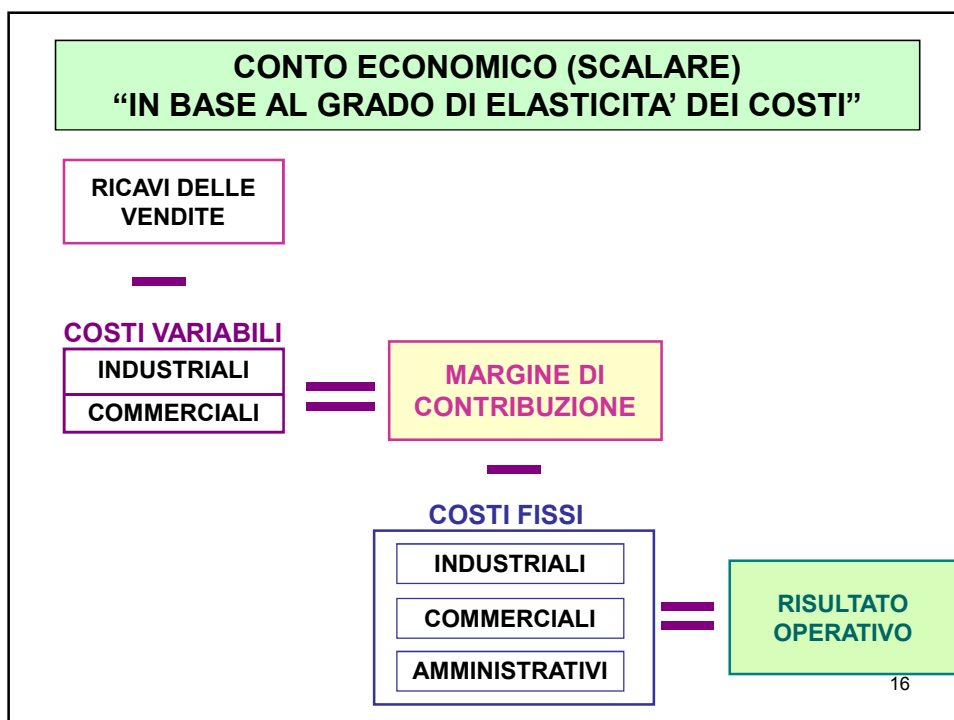 CONTO ECONOMICO (SCALARE)
“IN BASE AL GRADO DI ELASTICITA’ DEI COSTI”
RICAVI DELLE
VENDITE
COSTI VARIABILI
INDUSTRIALI
COMMERCIALI
MARGINE DI
CONTRIBUZIONE
COSTI FISSI
INDUSTRIALI
COMMERCIALI
AMMINISTRATIVI
RISULTATO
OPERATIVO
16